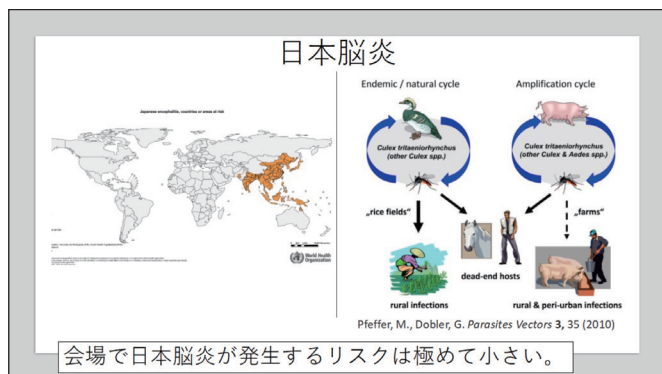 日本脳炎
Japanese encephalitis, countries or areas at risk
World Health
Organization
Endemic / natural cycle
Culex tritaeniorhynchus
(other Culex spp.)
„rice fields“
rural infections
dead-end hosts
Amplification cycle
Culex tritaeniorhynchus
(other Culex & Aedes spp.)
„farms“
rural & peri-urban infections
Pfeffer, M., Dobler, G. Parasites Vectors 3, 35 (2010)
会場で日本脳炎が発生するリスクは極めて小さい。